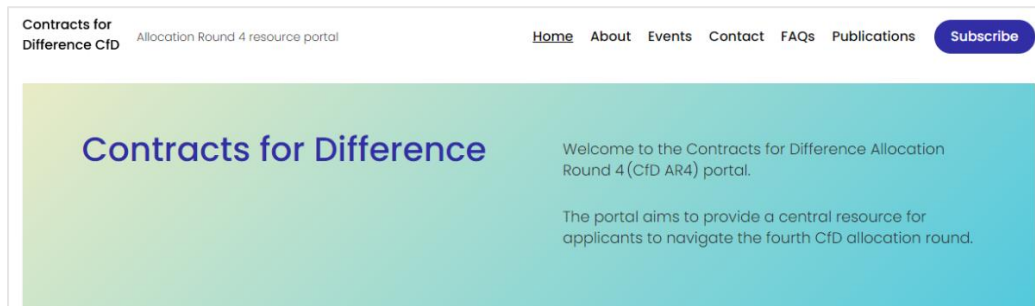 Contracts for
Difference CfD
Allocation Round 4 resource portal
Home About Events Contact FAQs Publications Subscribe
Contracts for Difference
Welcome to the Contracts for Difference Allocation
Round 4 (CfD AR4) portal.
The portal aims to provide a central resource for
applicants to navigate the fourth CfD allocation round.